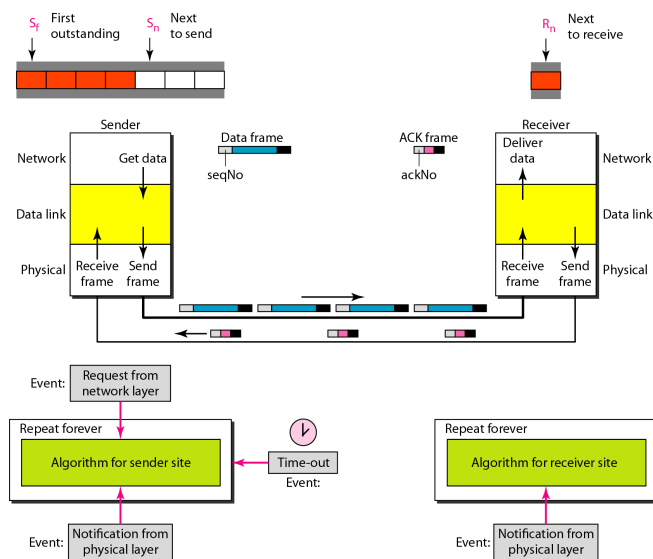 Sf First outstanding
Sn Next to send
Rn Next to receive
Sender
Receiver
Data frame
seqNo
ACK frame
ackNo
Network
Get data
Deliver data
Network
Data link
Data link
Physical
Receive frame
Send frame
Receive frame
Send frame
Physical
Event:
Request from network layer
Repeat forever
Algorithm for sender site
Event:
Notification from physical layer
Time-out
Event:
Repeat forever
Algorithm for receiver site
Event:
Notification from physical layer